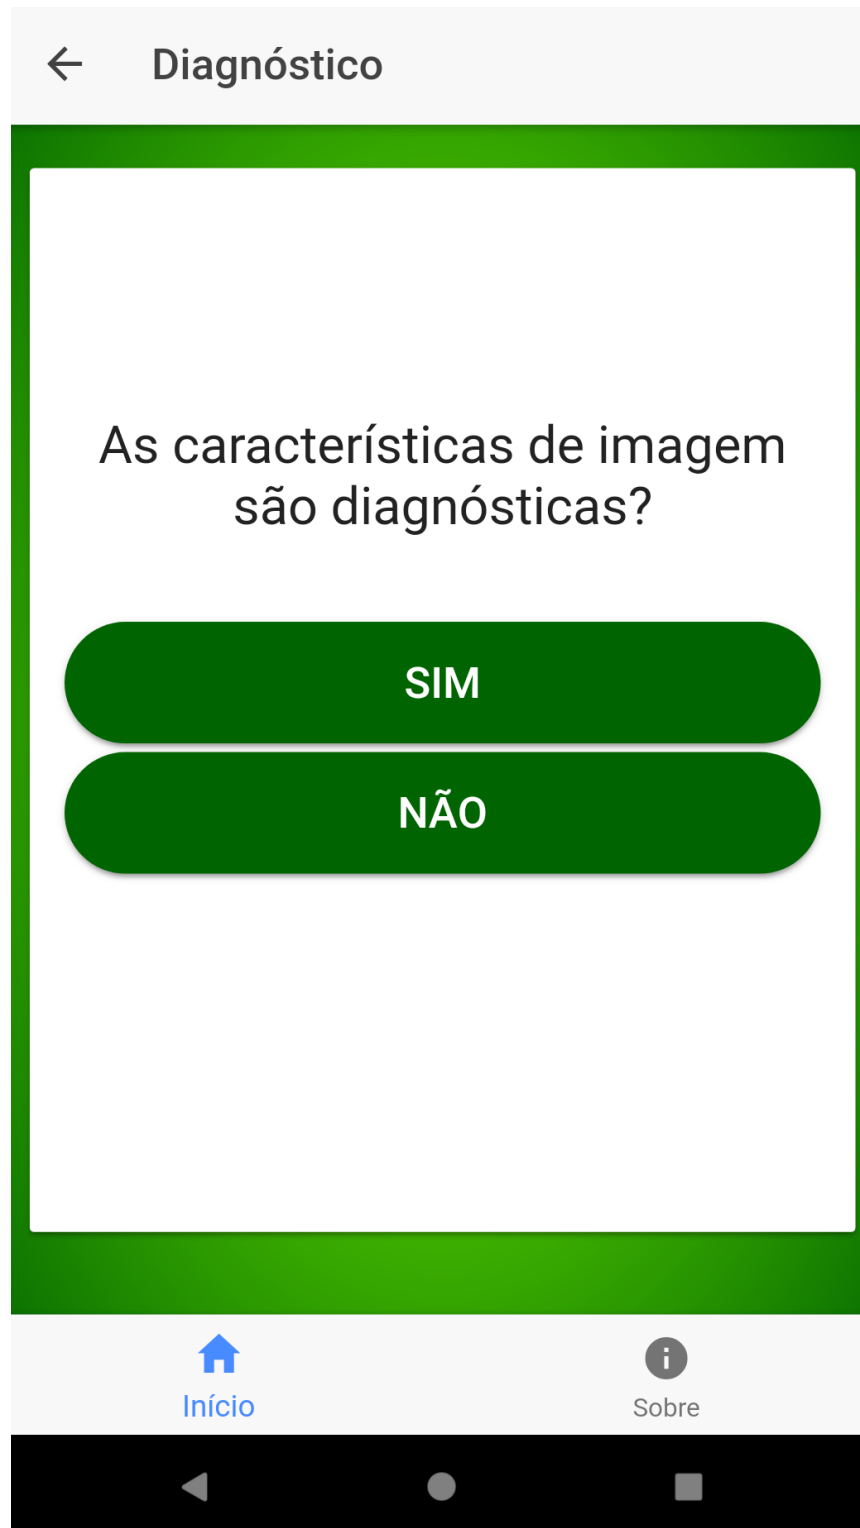 Diagnóstico
As características de imagem
são diagnósticas?
SIM
NÃO
Início
Sobre